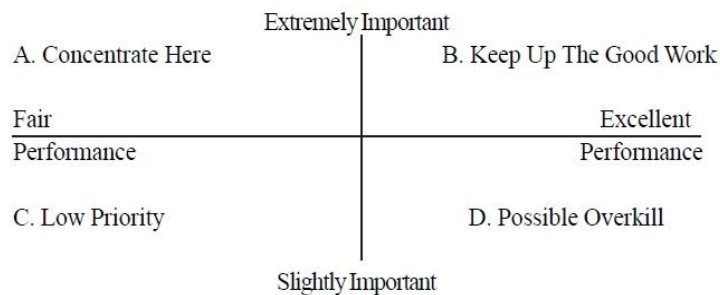 Extremely Important
A. Concentrate Here
B. Keep Up The Good Work
Fair
Excellent
Performance
Performance
C. Low Priority
D. Possible Overkill
Slightly Important